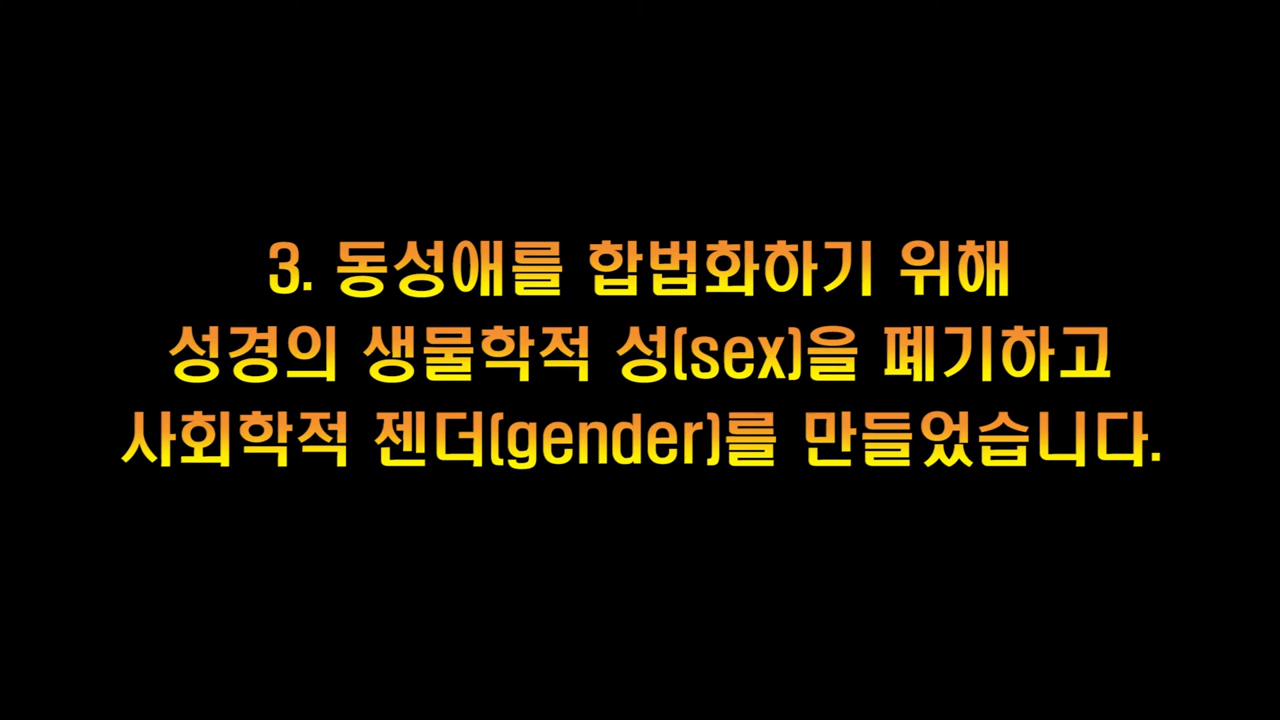 3. 동성애를 합법화하기 위해
성경의 생물학적 성(sex)을 폐기하고
사회학적 젠더(gender)를 만들었습니다.